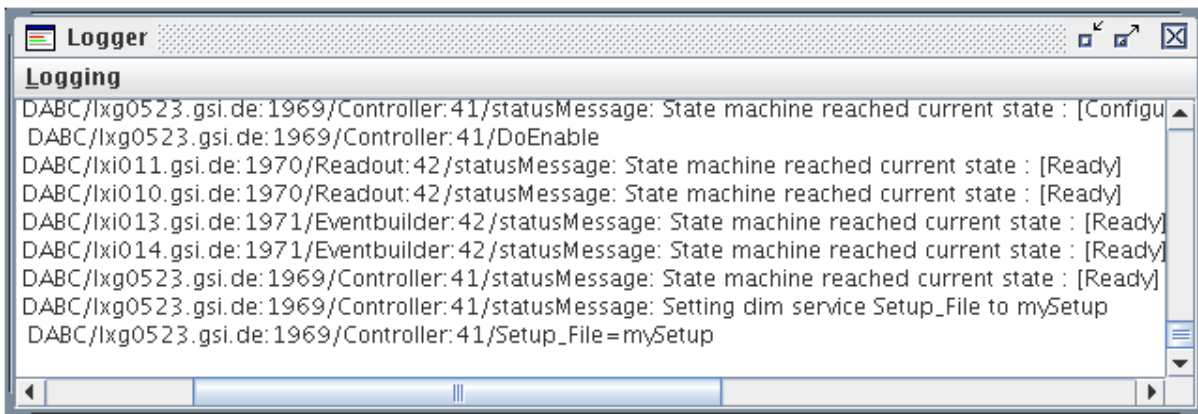 Logger
Logging
DABC/lxg0523.gsi.de:1969/Controller:41/statusMessage: State machine reached current state : [Configu
DABC/lxg0523.gsi.de:1969/Controller:41/DoEnable
DABC/lxi011.gsi.de:1970/Readout:42/statusMessage: State machine reached current state : [Ready]
DABC/lxi010.gsi.de:1970/Readout:42/statusMessage: State machine reached current state : [Ready]
DABC/lxi013.gsi.de:1971/Eventbuilder:42/statusMessage: State machine reached current state : [Ready]
DABC/lxi014.gsi.de:1971/Eventbuilder:42/statusMessage: State machine reached current state : [Ready]
DABC/lxg0523.gsi.de:1969/Controller:41/statusMessage: State machine reached current state : [Ready]
DABC/lxg0523.gsi.de:1969/Controller:41/statusMessage: Setting dim service Setup_File to mySetup
DABC/lxg0523.gsi.de:1969/Controller:41/Setup_File=mySetup